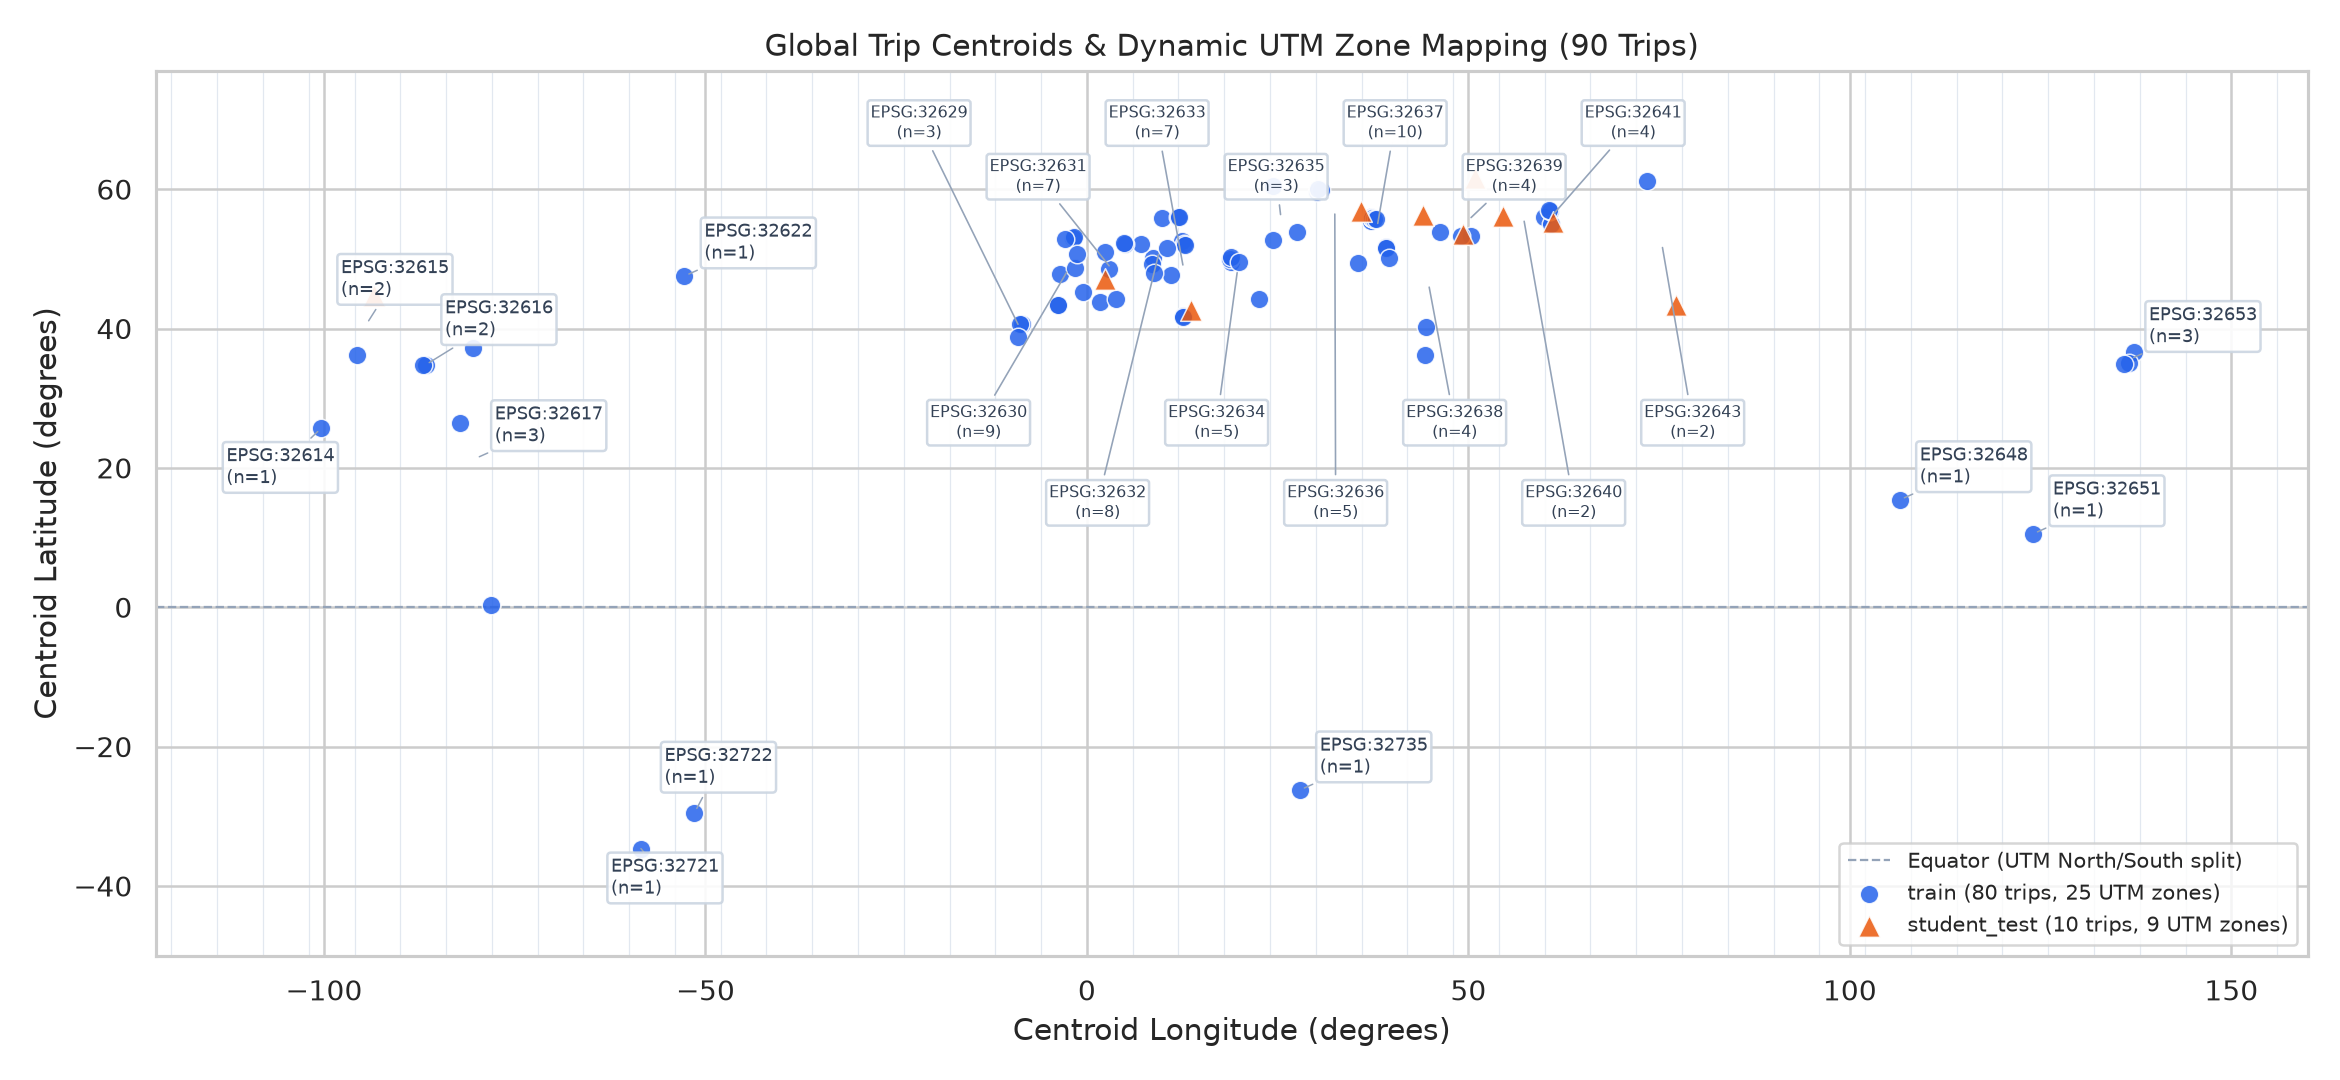 Global Trip Centroids & Dynamic UTM Zone Mapping (90 Trips)
EPSG:32629
(n=3)
EPSG:32633
(n=7)
EPSG:32637
(n=10)
EPSG:32641
(n=4)
EPSG:32631
(n=7)
EPSG:32635
(n=3)
EPSG:32639
(n=4)
EPSG:32622
(n=1)
EPSG:32615
(n=2)
EPSG:32616
(n=2)
EPSG:32653
(n=3)
EPSG:32617
(n=3)
EPSG:32630
(n=9)
EPSG:32634
(n=5)
EPSG:32638
(n=4)
EPSG:32643
(n=2)
EPSG:32614
(n=1)
EPSG:32648
(n=1)
EPSG:32632
(n=8)
EPSG:32636
(n=5)
EPSG:32640
(n=2)
EPSG:32651
(n=1)
EPSG:32722
(n=1)
EPSG:32735
(n=1)
EPSG:32721
(n=1)
Equator (UTM North/South split)
train (80 trips, 25 UTM zones)
student_test (10 trips, 9 UTM zones)
60
40
20
0
−20
−40
Centroid Latitude (degrees)
−100
−50
0
50
100
150
Centroid Longitude (degrees)